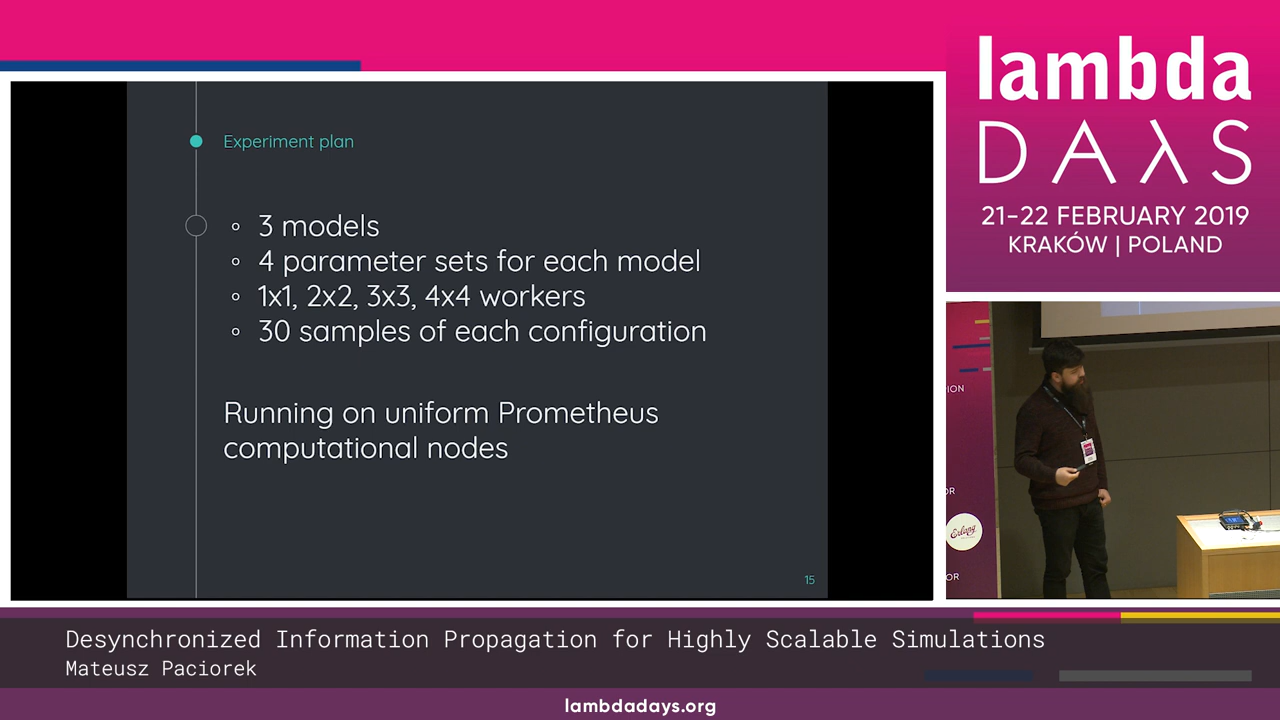 lambda
DAλS
21-22 FEBRUARY 2019
KRAKÓW | POLAND
Experiment plan
3 models
4 parameter sets for each model
1x1, 2x2, 3x3, 4x4 workers
30 samples of each configuration
Running on uniform Prometheus
computational nodes
15
Erlang
Desynchronized Information Propagation for Highly Scalable Simulations
Mateusz Paciorek
lambdadays.org